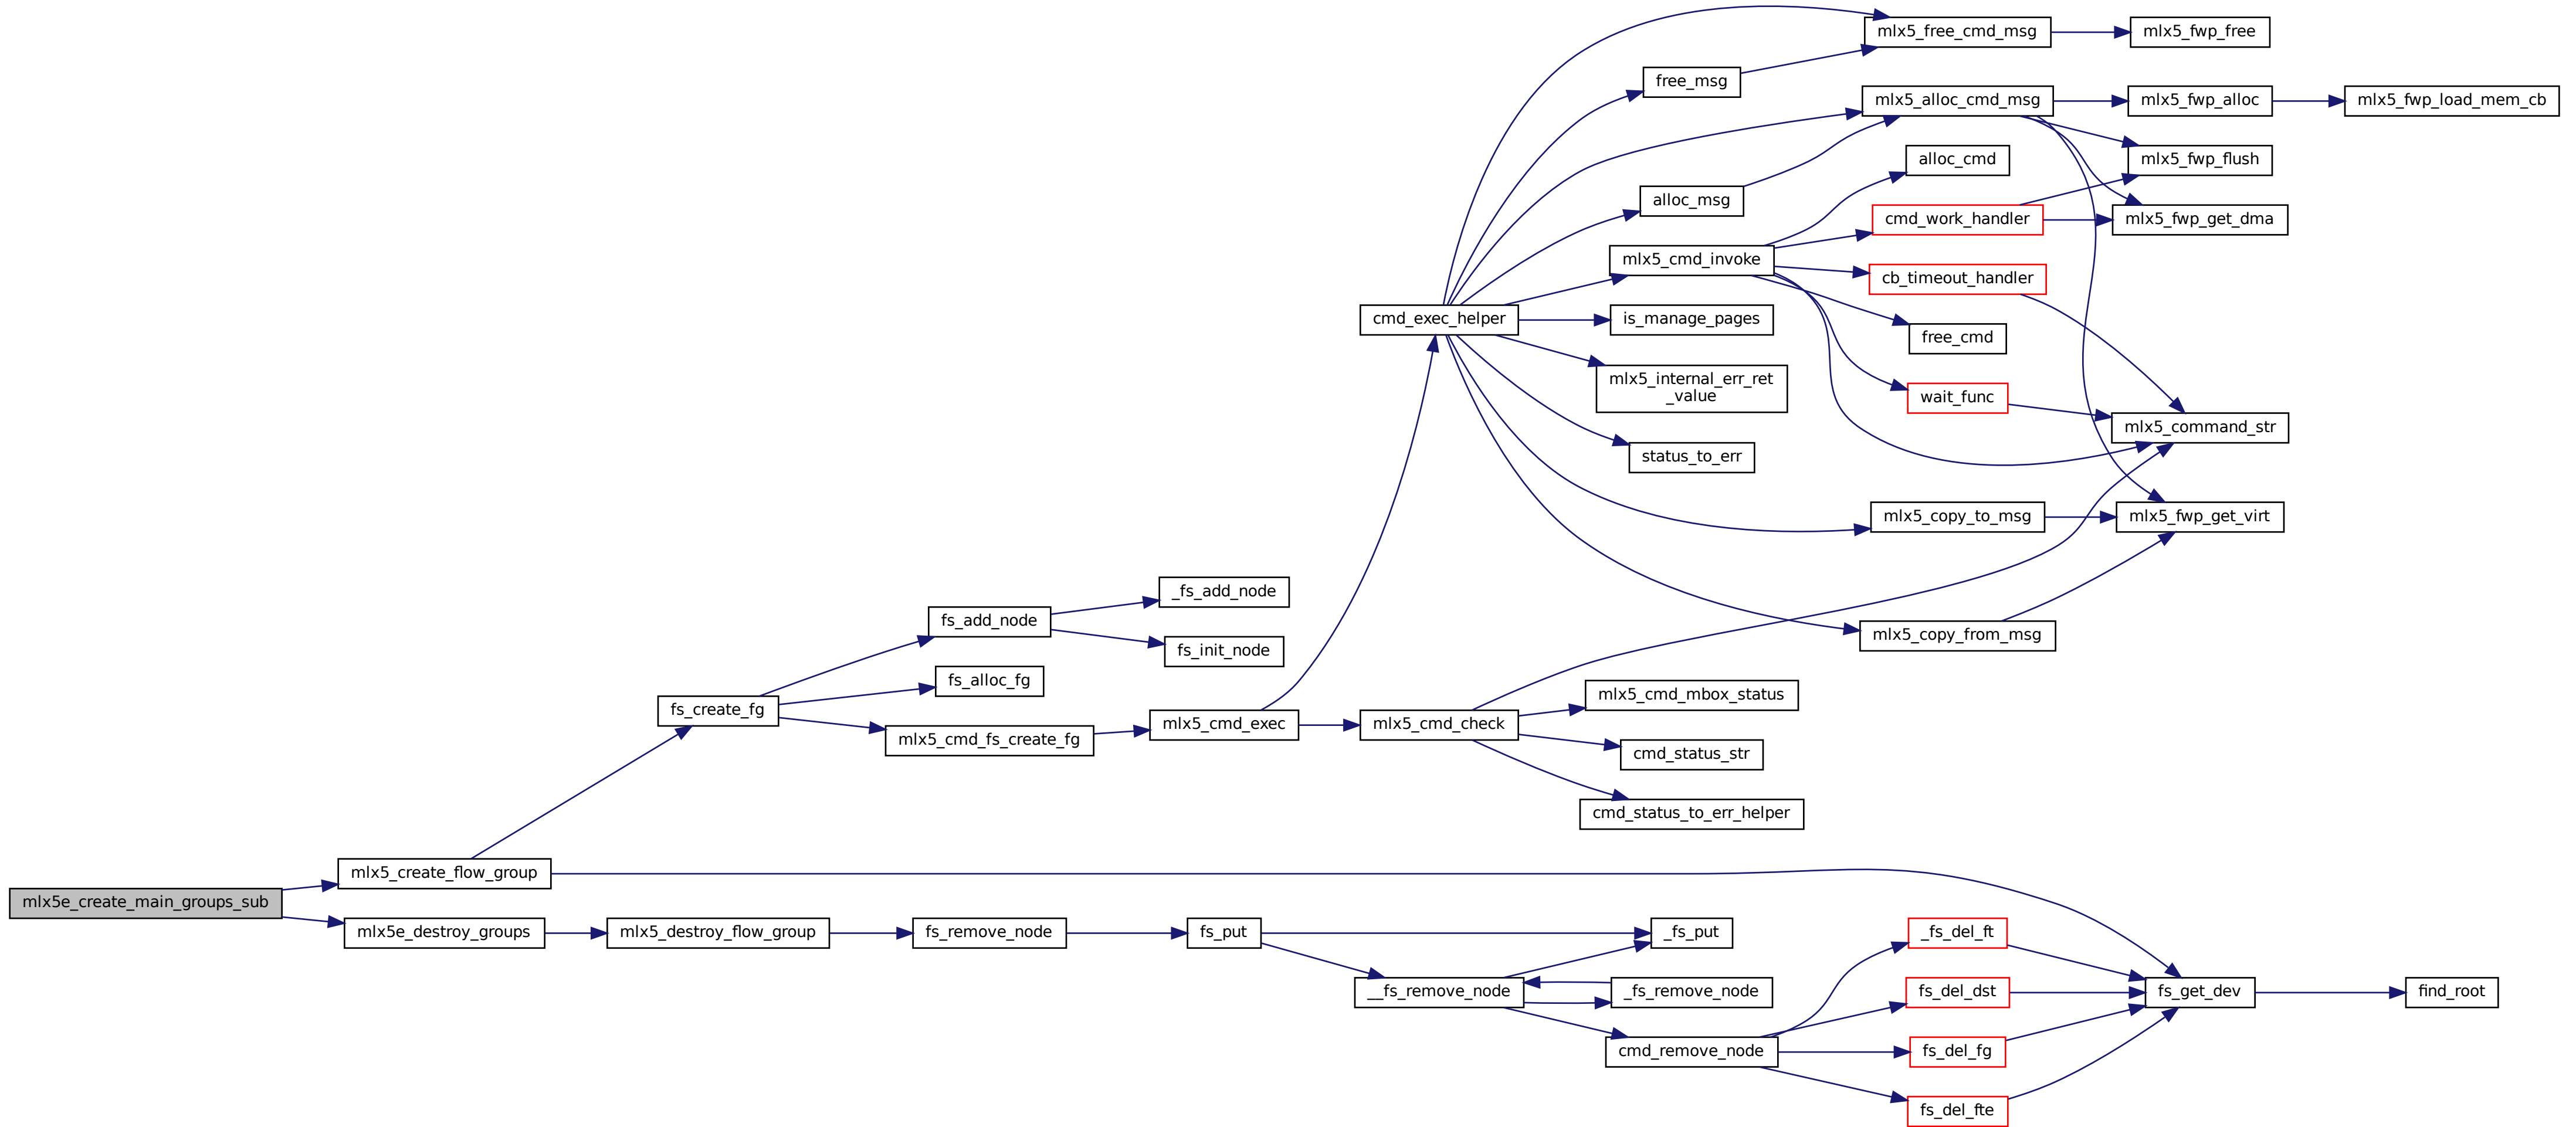 mlx5_free_cmd_msg
mlx5_fwp_free
free_msg
mlx5_alloc_cmd_msg
mlx5_fwp_alloc
mlx5_fwp_load_mem_cb
alloc_cmd
mlx5_fwp_flush
alloc_msg
cmd_work_handler
mlx5_fwp_get_dma
mlx5_cmd_invoke
cb_timeout_handler
cmd_exec_helper
is_manage_pages
free_cmd
mlx5_internal_err_ret
_value
wait_func
mlx5_command_str
status_to_err
mlx5_copy_to_msg
mlx5_fwp_get_virt
_fs_add_node
fs_add_node
mlx5_copy_from_msg
fs_init_node
fs_alloc_fg
mlx5_cmd_mbox_status
fs_create_fg
mlx5_cmd_fs_create_fg
mlx5_cmd_exec
mlx5_cmd_check
cmd_status_str
cmd_status_to_err_helper
mlx5_create_flow_group
mlx5e_create_main_groups_sub
mlx5e_destroy_groups
mlx5_destroy_flow_group
fs_remove_node
fs_put
_fs_put
_fs_del_ft
__fs_remove_node
_fs_remove_node
fs_del_dst
fs_get_dev
find_root
cmd_remove_node
fs_del_fg
fs_del_fte